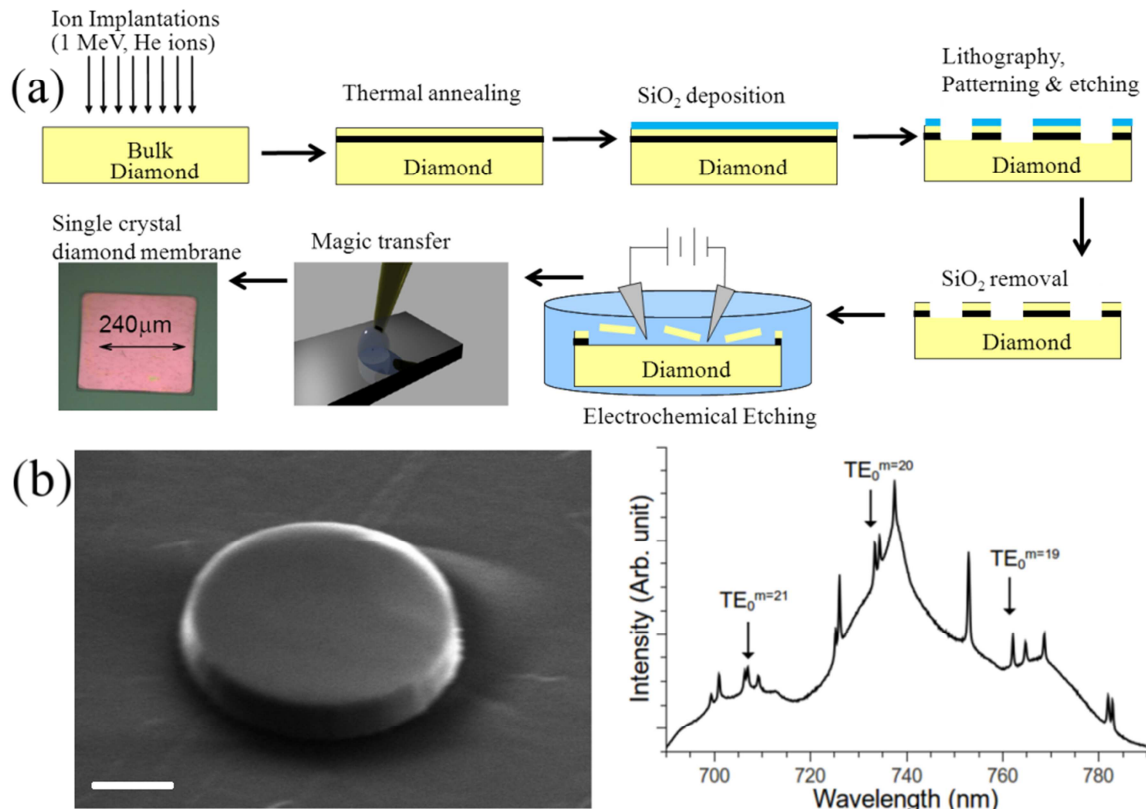 Ion Implantations
(1 MeV, He ions)
(a)
Thermal annealing
SiO₂ deposition
Lithography,
Patterning & etching
Bulk
Diamond
Diamond
Diamond
Diamond
Single crystal
diamond membrane
Magic transfer
SiO₂ removal
240μm
Diamond
Diamond
Electrochemical Etching
(b)
TE₀ᵐ⁼²⁰
TE₀ᵐ⁼¹⁹
TE₀ᵐ⁼²¹
Intensity (Arb. unit)
700 720 740 760 780
Wavelength (nm)